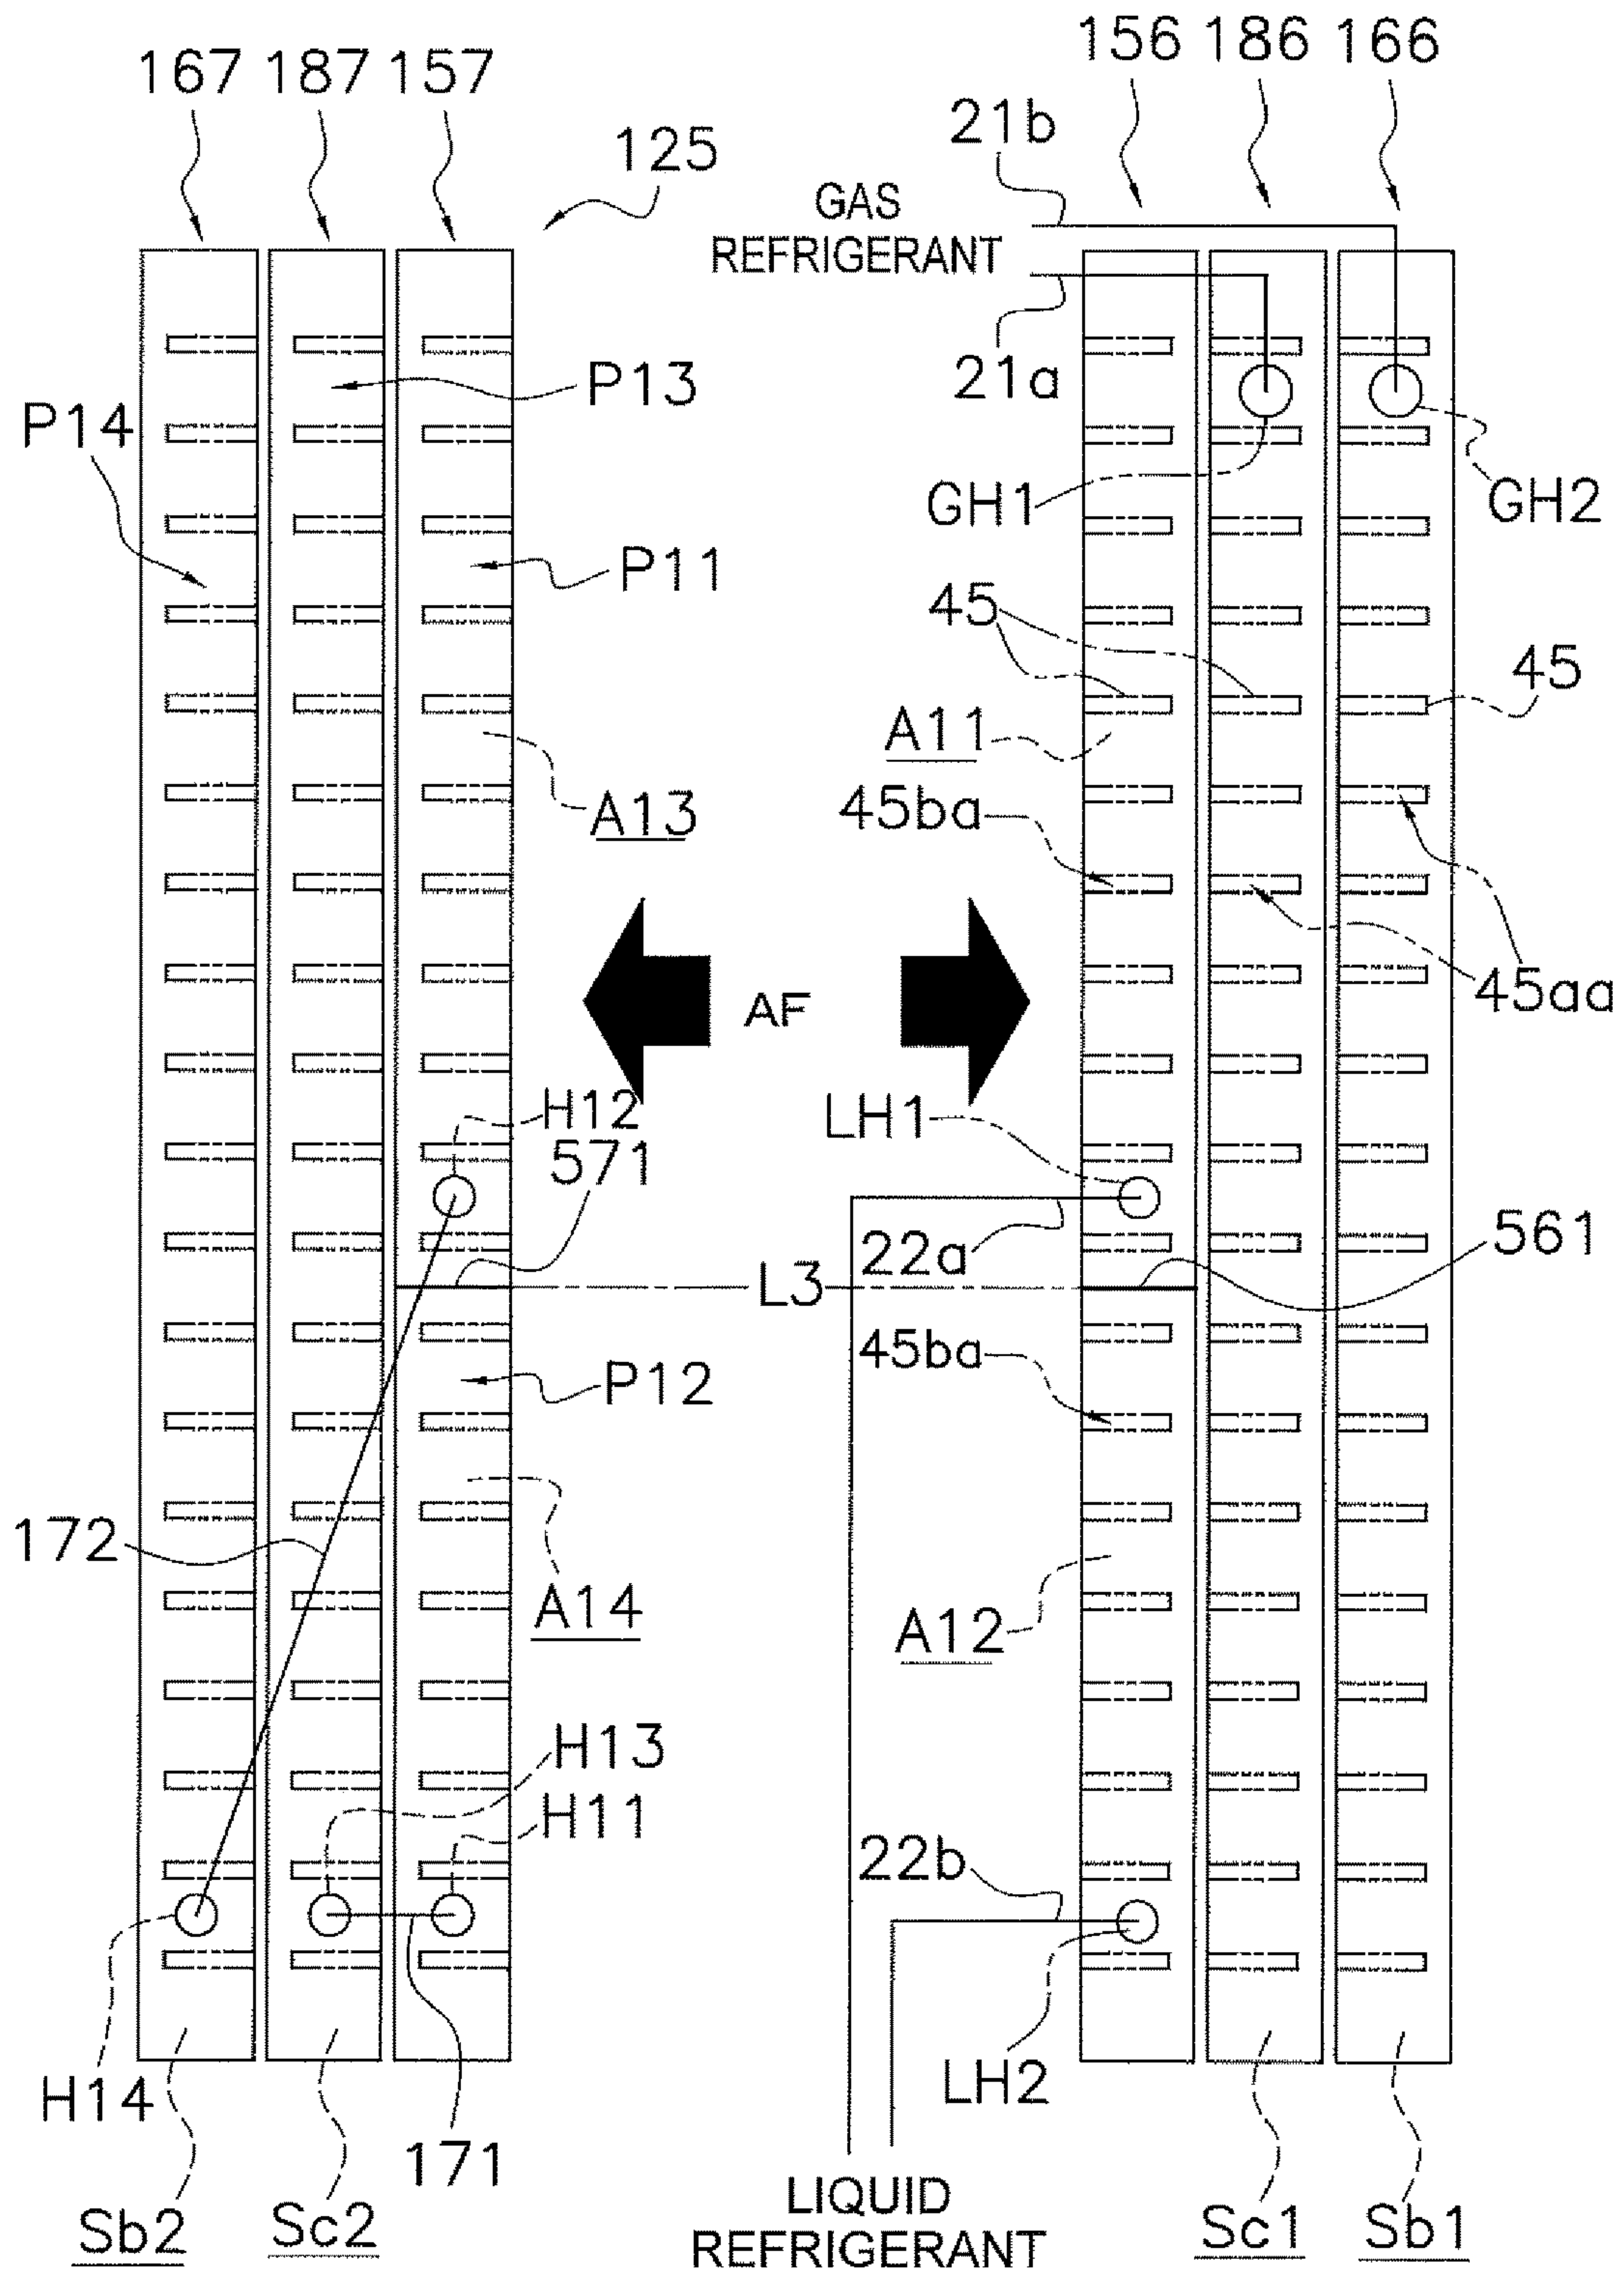 156 186 166
167 187 157
21b
125
GAS
REFRIGERANT
P13
21a
P14
GH1
GH2
P11
45
45
A11
A13
45ba
AF
45aa
H12
LH1
571
22a
561
L3
45ba
P12
172
A14
A12
H13
H11
22b
LH2
H14
171
LIQUID
REFRIGERANT
Sb2
Sc2
Sc1
Sb1